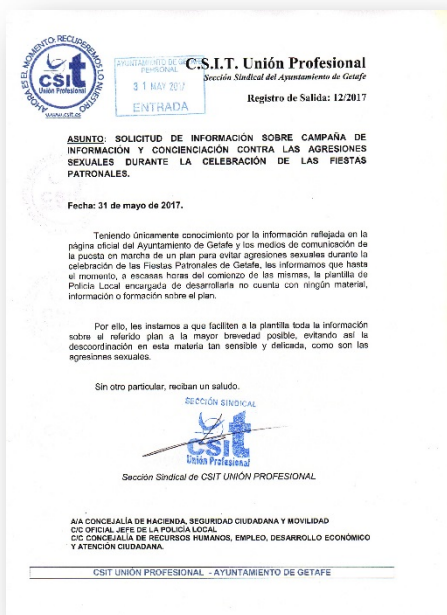 AHORA ES EL MOMENTO: RECUPEREMOS LO NUESTRO
csit
Unión Profesional
www.csit.es
AYUNTAMIENTO DE GETAFE
PERSONAL
31 MAY 2017
ENTRADA
C.S.I.T. Unión Profesional
Sección Sindical del Ayuntamiento de Getafe
Registro de Salida: 12/2017
ASUNTO: SOLICITUD DE INFORMACIÓN SOBRE CAMPAÑA DE
INFORMACIÓN Y CONCIENCIACIÓN CONTRA LAS AGRESIONES
SEXUALES DURANTE LA CELEBRACIÓN DE LAS FIESTAS
PATRONALES.
Fecha: 31 de mayo de 2017.
Teniendo únicamente conocimiento por la información reflejada en la
página oficial del Ayuntamiento de Getafe y los medios de comunicación de
la puesta en marcha de un plan para evitar agresiones sexuales durante la
celebración de las Fiestas Patronales de Getafe, les informamos que hasta
el momento, a escasas horas del comienzo de las mismas, la plantilla de
Policía Local encargada de desarrollarla no cuenta con ningún material,
información o formación sobre el plan.
Por ello, les instamos a que faciliten a la plantilla toda la información
sobre el referido plan a la mayor brevedad posible, evitando así la
descoordinación en esta materia tan sensible y delicada, como son las
agresiones sexuales.
Sin otro particular, reciban un saludo.
SECCIÓN SINDICAL
csit
Unión Profesional
Sección Sindical de CSIT UNIÓN PROFESIONAL
A/A CONCEJALÍA DE HACIENDA, SEGURIDAD CIUDADANA Y MOVILIDAD
C/C OFICIAL JEFE DE LA POLICÍA LOCAL
C/C CONCEJALÍA DE RECURSOS HUMANOS, EMPLEO, DESARROLLO ECONÓMICO
Y ATENCIÓN CIUDADANA.
CSIT UNIÓN PROFESIONAL - AYUNTAMIENTO DE GETAFE